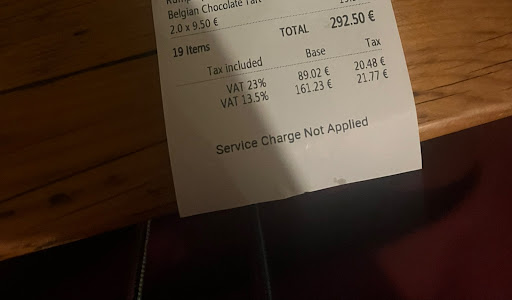 Belgian Chocolate Tart
2.0 x 9.50 €
19 Items
TOTAL 292.50 €
Tax included Base Tax
VAT 23% 89.02 € 20.48 €
VAT 13.5% 161.23 € 21.77 €
Service Charge Not Applied